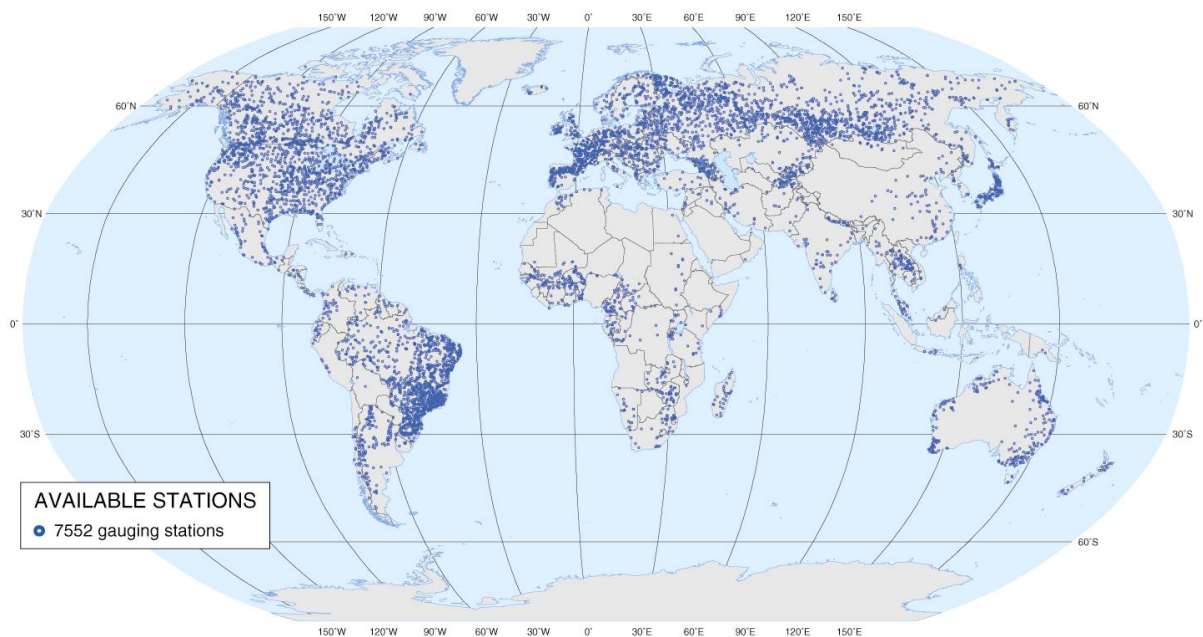 150˚W 120˚W 90˚W 60˚W 30˚W 0˚ 30˚E 60˚E 90˚E 120˚E 150˚E
60˚N 60˚N
30˚N 30˚N
0˚ 0˚
30˚S 30˚S
AVAILABLE STATIONS
7552 gauging stations
60˚S
150˚W 120˚W 90˚W 60˚W 30˚W 0˚ 30˚E 60˚E 90˚E 120˚E 150˚E